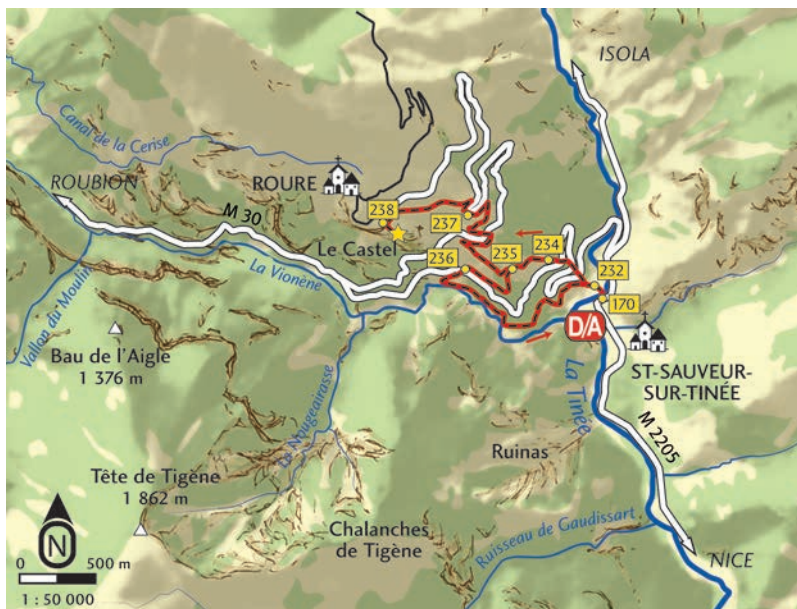 ISOLA
Canal de la Cerise
ROUBION
ROURE
M 30
238
237
Le Castel
236
235
234
232
170
La Vionène
Vallon du Moulin
D/A
Bau de l'Aigle
1 376 m
La Nougeairasse
La Tinée
ST-SAUVEUR-
SUR-TINÉE
M 2205
Ruinas
Tête de Tigène
1 862 m
Chalanches
de Tigène
Ruisseau de Gaudissart
NICE
N
0 500 m
1 : 50 000